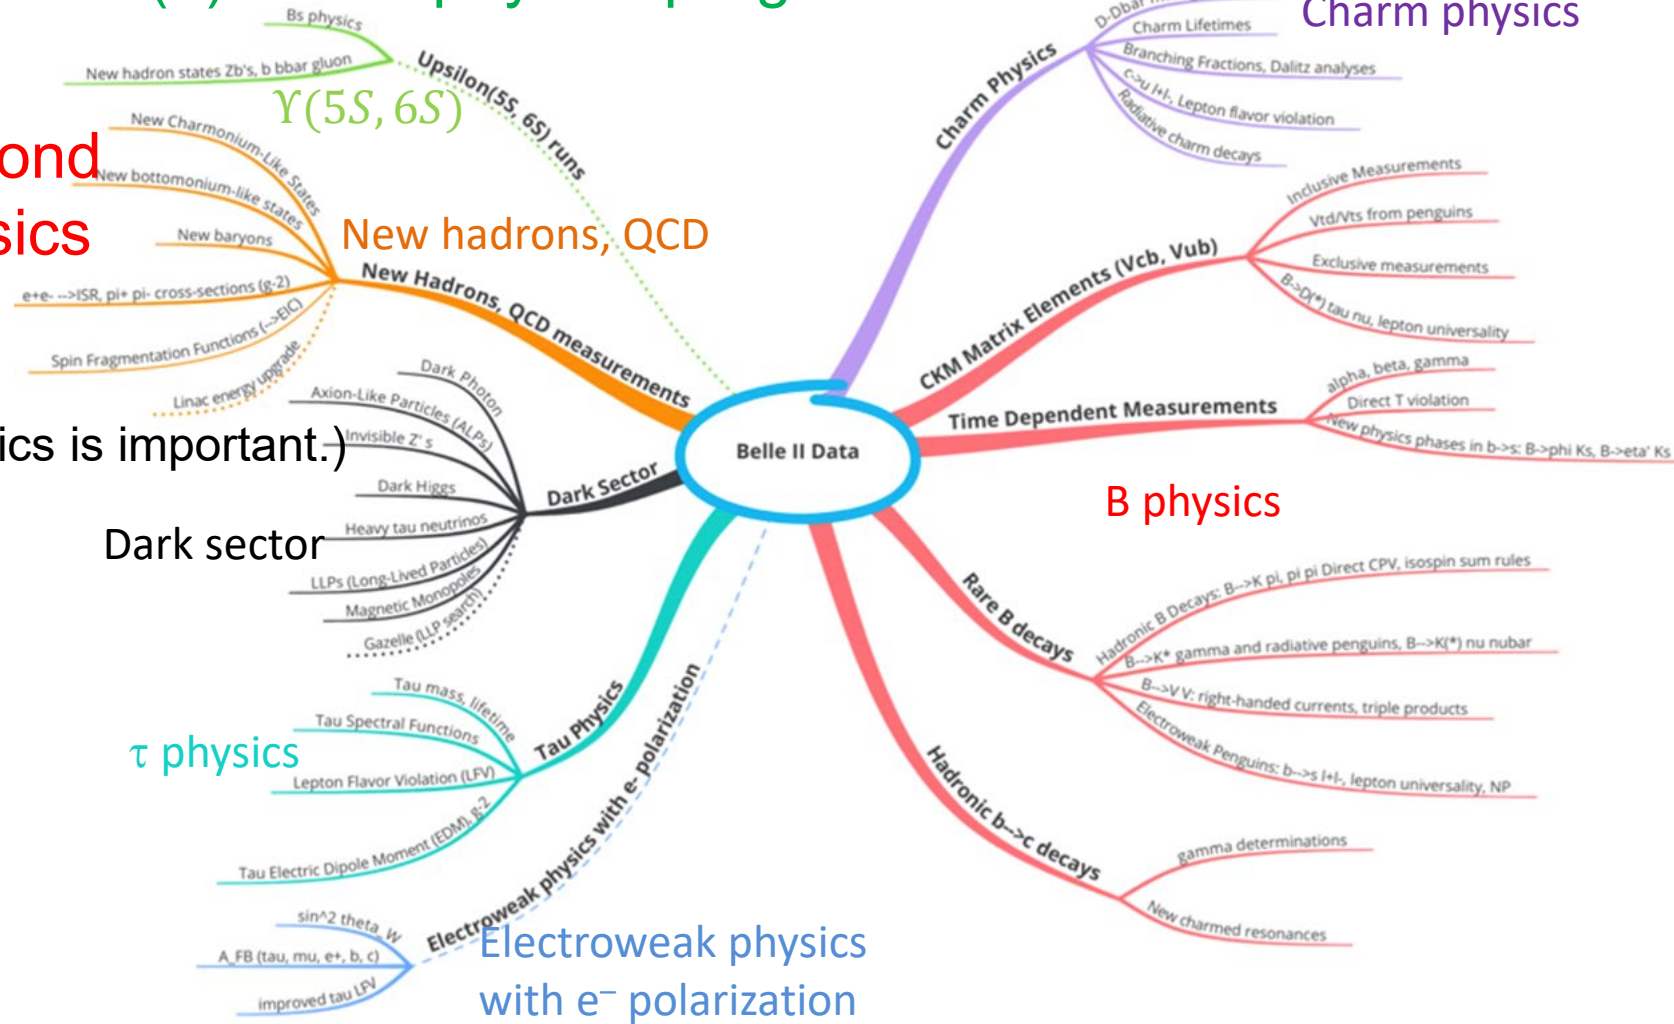 Charm physics
Bs physics
New hadron states Zb's, b bbar gluon
Upsilon(5S, 6S) runs
ϒ(5S, 6S)
ond
sics
New Charmonium-Like States
New bottomonium-like states
New baryons
e+e- -->ISR, pi+ pi- cross-sections (g-2)
Spin Fragmentation Functions (-->EIC)
Linac energy upgrade
New hadrons, QCD
New Hadrons, QCD measurements
ics is important.)
Dark Photon
Axion-Like Particles (ALPs)
Invisible Z' s
Dark Higgs
Heavy tau neutrinos
LLPs (Long-Lived Particles)
Magnetic Monopoles
Gazelle (LLP search)
Dark Sector
Dark sector
Tau mass, lifetime
Tau Spectral Functions
Lepton Flavor Violation (LFV)
Tau Electric Dipole Moment (EDM), g-2
Tau Physics
τ physics
sin^2 theta_W
A_FB (tau, mu, e+, b, c)
improved tau LFV
Electroweak physics with e- polarization
Electroweak physics
with e⁻ polarization
Belle II Data
Charm Physics
D-Dbar
Charm Lifetimes
Branching Fractions, Dalitz analyses
c->u l+l-, Lepton flavor violation
Radiative charm decays
CKM Matrix Elements (Vcb, Vub)
Inclusive Measurements
Vtd/Vts from penguins
Exclusive measurements
B->D(*) tau nu, lepton universality
Time Dependent Measurements
alpha, beta, gamma
Direct T violation
New physics phases in b->s: B->phi Ks, B->eta' Ks
B physics
Rare B decays
Hadronic B Decays: B-->K pi, pi pi Direct CPV, isospin sum rules
B-->K* gamma and radiative penguins, B-->K(*) nu nubar
B-->V V: right-handed currents, triple products
Electroweak Penguins: b-->s l+l-, lepton universality, NP
Hadronic b-->c decays
gamma determinations
New charmed resonances